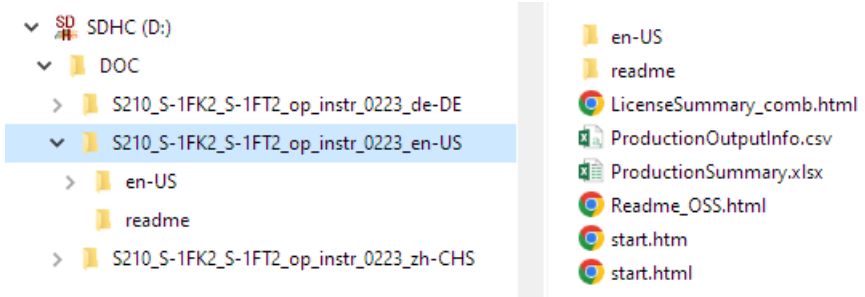 SD
SDHC (D:)
DOC
S210_S-1FK2_S-1FT2_op_instr_0223_de-DE
S210_S-1FK2_S-1FT2_op_instr_0223_en-US
en-US
readme
S210_S-1FK2_S-1FT2_op_instr_0223_zh-CHS
en-US
readme
LicenseSummary_comb.html
ProductionOutputInfo.csv
ProductionSummary.xlsx
Readme_OSS.html
start.htm
start.html